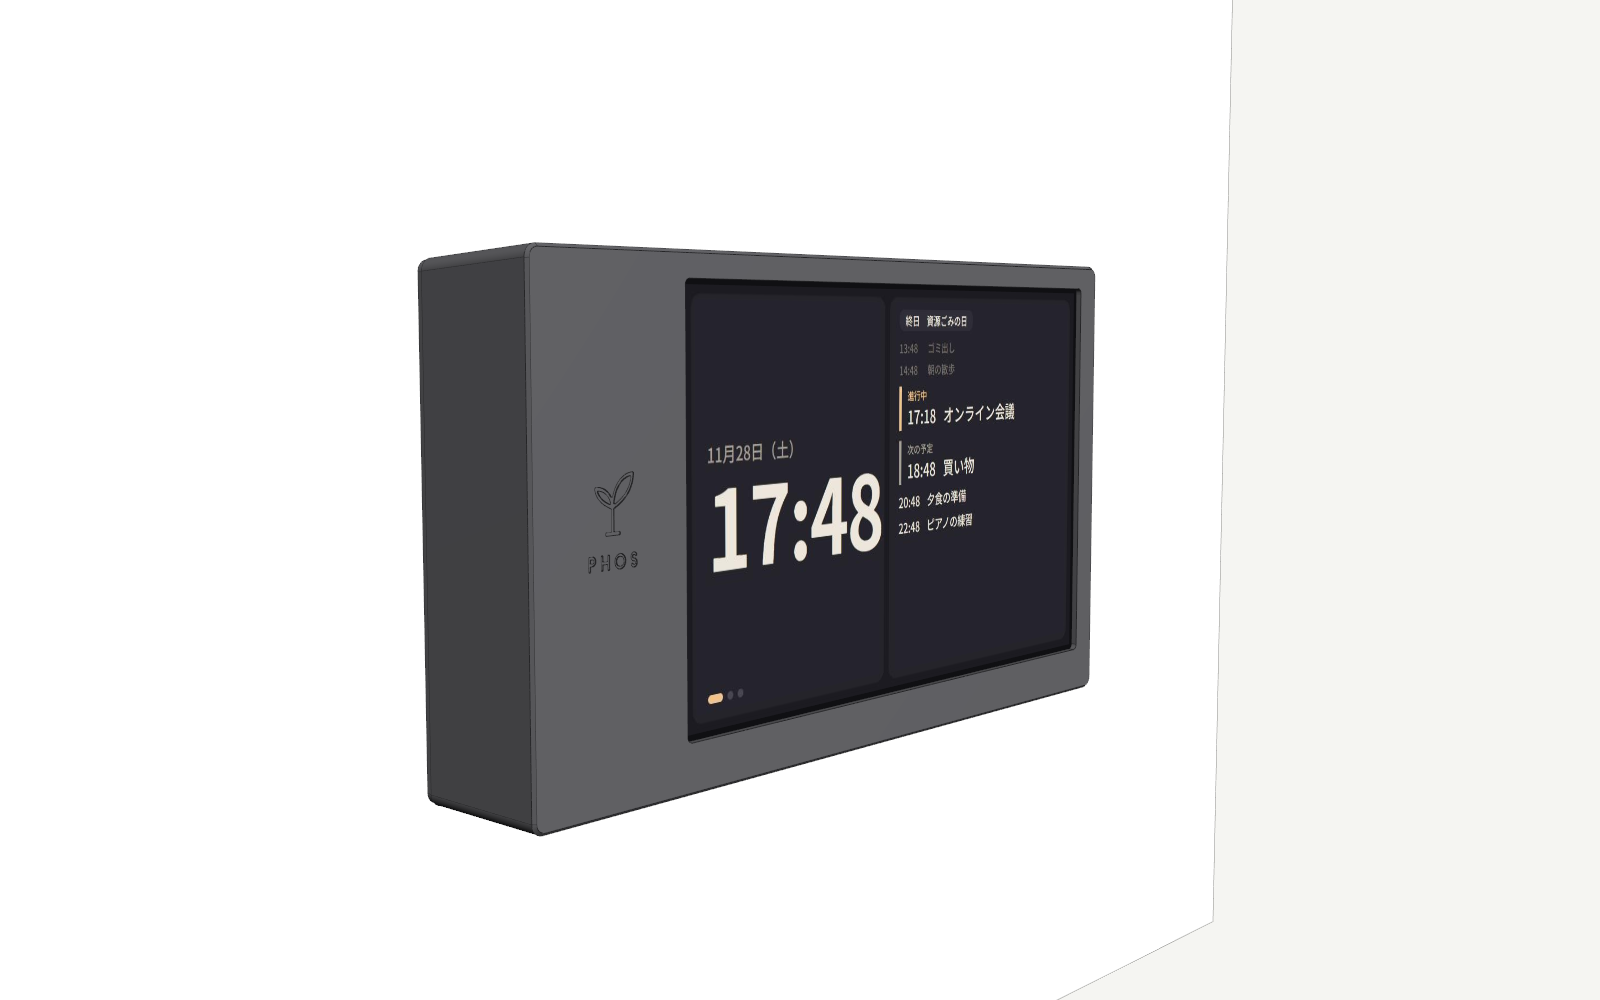 PHOS
11月28日（土）
17:48
終日 資源ごみの日
13:48 ゴミ出し
14:48 朝の散歩
進行中
17:18 オンライン会議
次の予定
18:48 買い物
20:48 夕食の準備
22:48 ピアノの練習